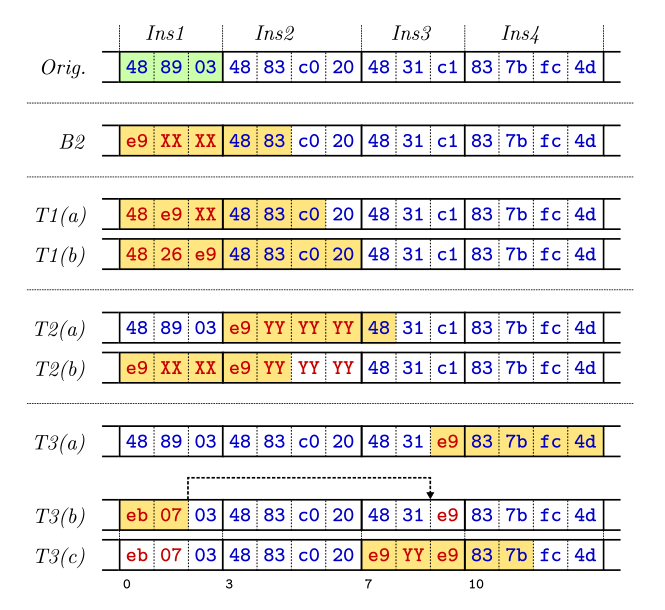 Ins1 Ins2 Ins3 Ins4
Orig. 48 89 03 48 83 c0 20 48 31 c1 83 7b fc 4d
B2 e9 XX XX 48 83 c0 20 48 31 c1 83 7b fc 4d
T1(a) 48 e9 XX 48 83 c0 20 48 31 c1 83 7b fc 4d
T1(b) 48 26 e9 48 83 c0 20 48 31 c1 83 7b fc 4d
T2(a) 48 89 03 e9 YY YY YY 48 31 c1 83 7b fc 4d
T2(b) e9 XX XX e9 YY YY YY 48 31 c1 83 7b fc 4d
T3(a) 48 89 03 48 83 c0 20 48 31 e9 83 7b fc 4d
T3(b) eb 07 03 48 83 c0 20 48 31 e9 83 7b fc 4d
T3(c) eb 07 03 48 83 c0 20 e9 YY e9 83 7b fc 4d
0 3 7 10